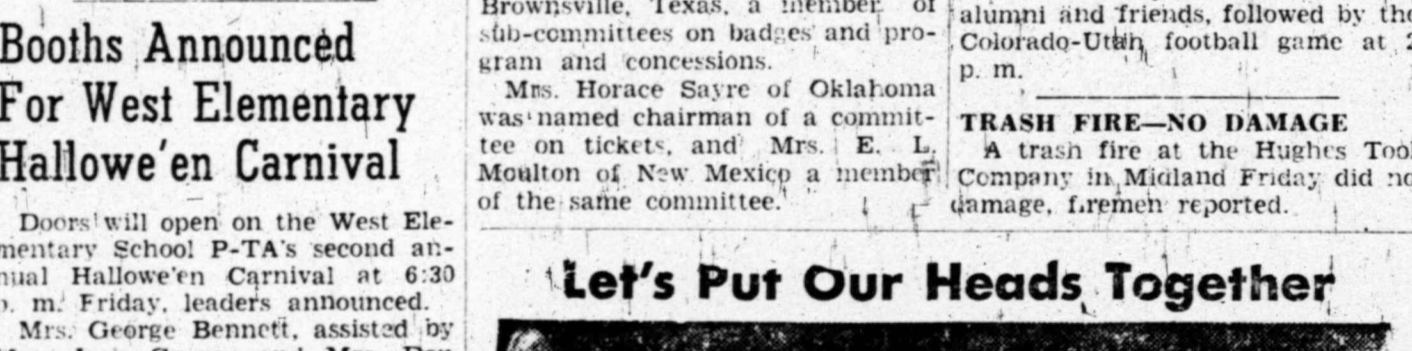 Booths Announced
For West Elementary
Hallowe'en Carnival
Doors will open on the West Ele-
mentary School P-TA's second an-
nual Hallowe'en Carnival at 6:30
p. m. Friday, leaders announced.
Mrs. George Bennett, assisted by
Brownsville, Texas, a member of
sub-committees on badges and pro-
gram and concessions.
Mrs. Horace Sayre of Oklahoma
was named chairman of a commit-
tee on tickets, and Mrs. E. L.
Moulton of New Mexico a member
of the same committee.
alumni and friends, followed by the
Colorado-Utah football game at 2
p. m.
TRASH FIRE—NO DAMAGE
A trash fire at the Hughes Tool
Company in Midland Friday did no
damage, firemen reported.
Let's Put Our Heads Together